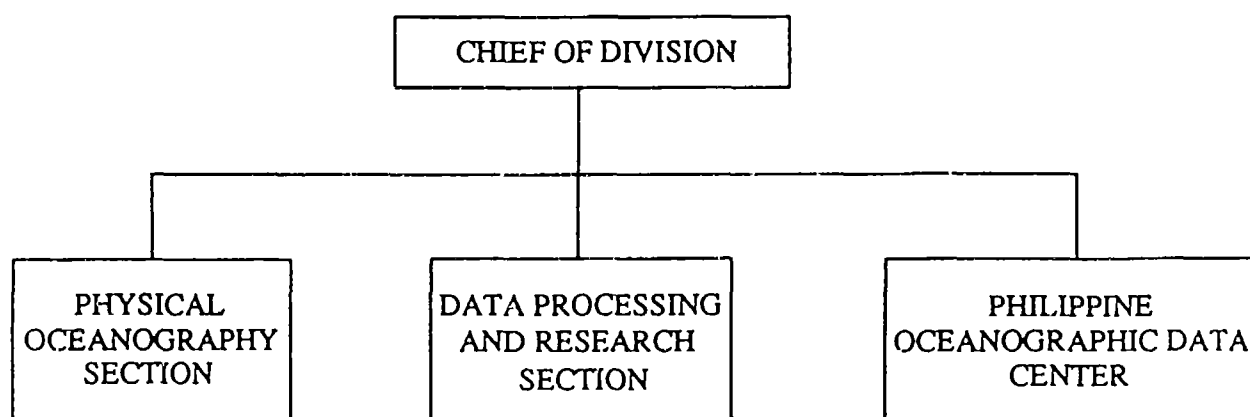 CHIEF OF DIVISION
PHYSICAL
OCEANOGRAPHY
SECTION
DATA PROCESSING
AND RESEARCH
SECTION
PHILIPPINE
OCEANOGRAPHIC DATA
CENTER